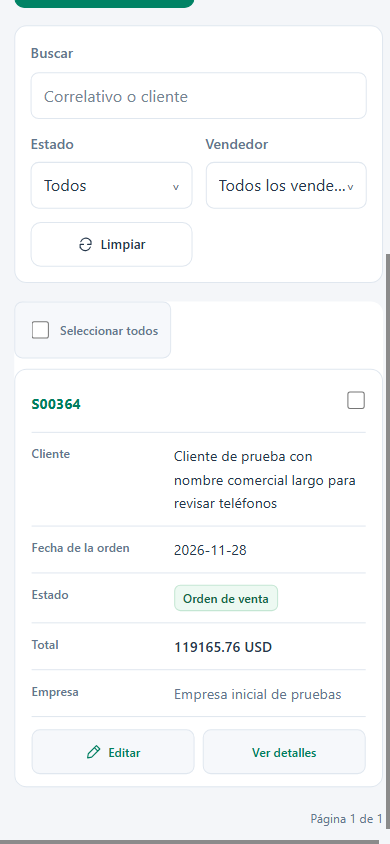 Buscar
Correlativo o cliente
Estado
Vendedor
Todos
Todos los vende...
Limpiar
Seleccionar todos
S00364
Cliente
Cliente de prueba con
nombre comercial largo para
revisar teléfonos
Fecha de la orden
2026-11-28
Estado
Orden de venta
Total
119165.76 USD
Empresa
Empresa inicial de pruebas
Editar
Ver detalles
Página 1 de 1